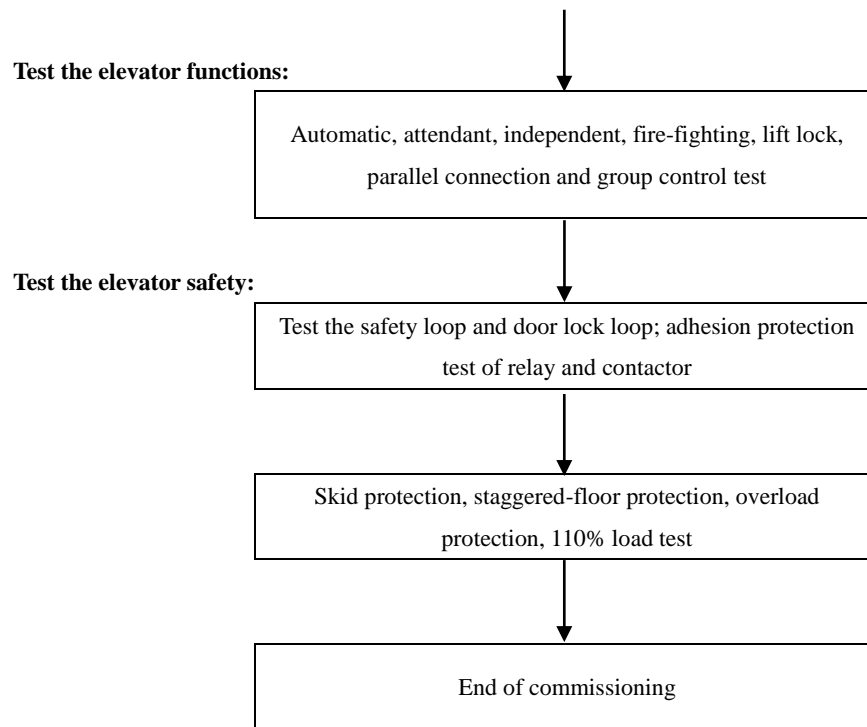 Test the elevator functions:
Automatic, attendant, independent, fire-fighting, lift lock,
parallel connection and group control test
Test the elevator safety:
Test the safety loop and door lock loop; adhesion protection
test of relay and contactor
Skid protection, staggered-floor protection, overload
protection, 110% load test
End of commissioning